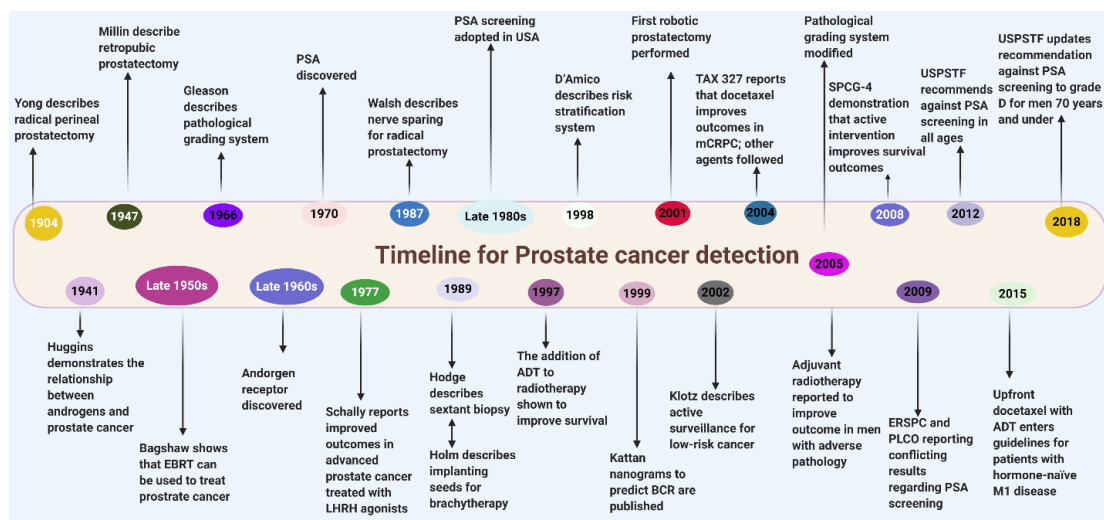 Yong describes
radical perineal
prostatectomy
Millin describe
retropubic
prostatectomy
Gleason
describes
pathological
grading system
PSA
discovered
Walsh describes
nerve sparing
for radical
prostatectomy
PSA screening
adopted in USA
D'Amico
describes risk
stratification
system
First robotic
prostatectomy
performed
TAX 327 reports
that docetaxel
improves
outcomes in
mCRPC; other
agents followed
Pathological
grading system
modified
SPCG-4
demonstration
that active
intervention
improves survival
outcomes
USPSTF
recommends
against PSA
screening in
all ages
USPSTF updates
recommendation
against PSA
screening to grade
D for men 70 years
and under
1904
1947
1966
1970
1987
Late 1980s
1998
2001
2004
2008
2012
2018
Timeline for Prostate cancer detection
2005
1941
Late 1950s
Late 1960s
1977
1989
1997
1999
2002
2009
2015
Huggins
demonstrates the
relationship
between
androgens and
prostate cancer
Bagshaw shows
that EBRT can
be used to treat
prostrate cancer
Andorgen
receptor
discovered
Schally reports
improved
outcomes in
advanced
prostate cancer
treated with
LHRH agonists
Hodge
describes
sextant biopsy
Holm describes
implanting
seeds for
brachytherapy
The addition of
ADT to
radiotherapy
shown to
improve survival
Kattan
nanograms to
predict BCR are
published
Klotz describes
active
surveillance for
low-risk cancer
Adjuvant
radiotherapy
reported to
improve
outcome in men
with adverse
pathology
ERSPC and
PLCO reporting
conflicting
results
regarding PSA
screening
Upfront
docetaxel with
ADT enters
guidelines for
patients with
hormone-naïve
M1 disease